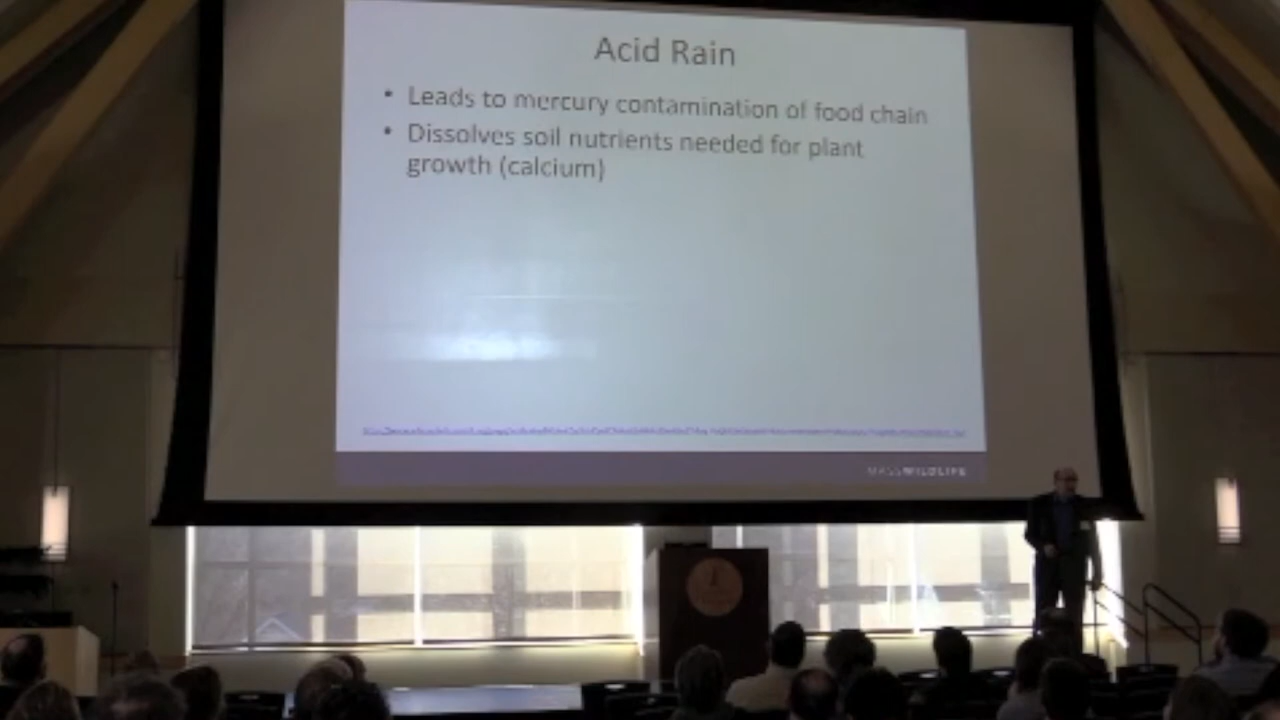 Acid Rain
• Leads to mercury contamination of food chain
• Dissolves soil nutrients needed for plant
growth (calcium)
MASSWILDLIFE